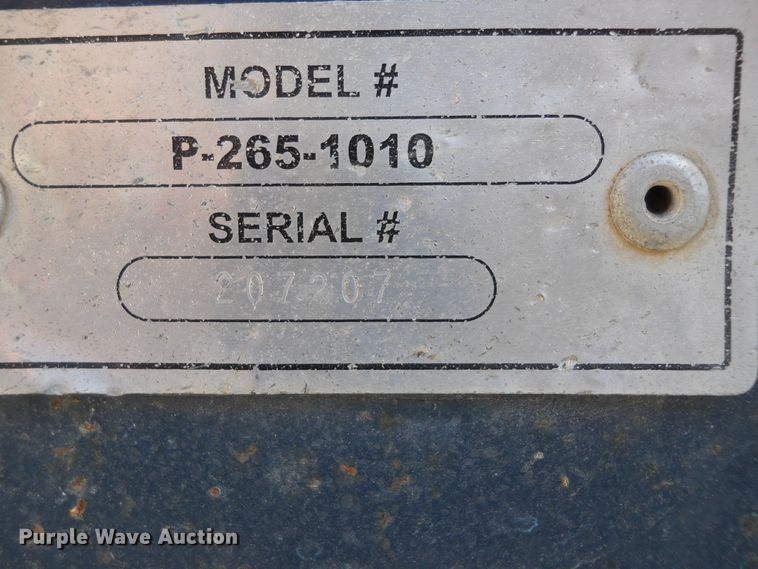 MODEL #
P-265-1010
SERIAL #
207207
Purple Wave Auction